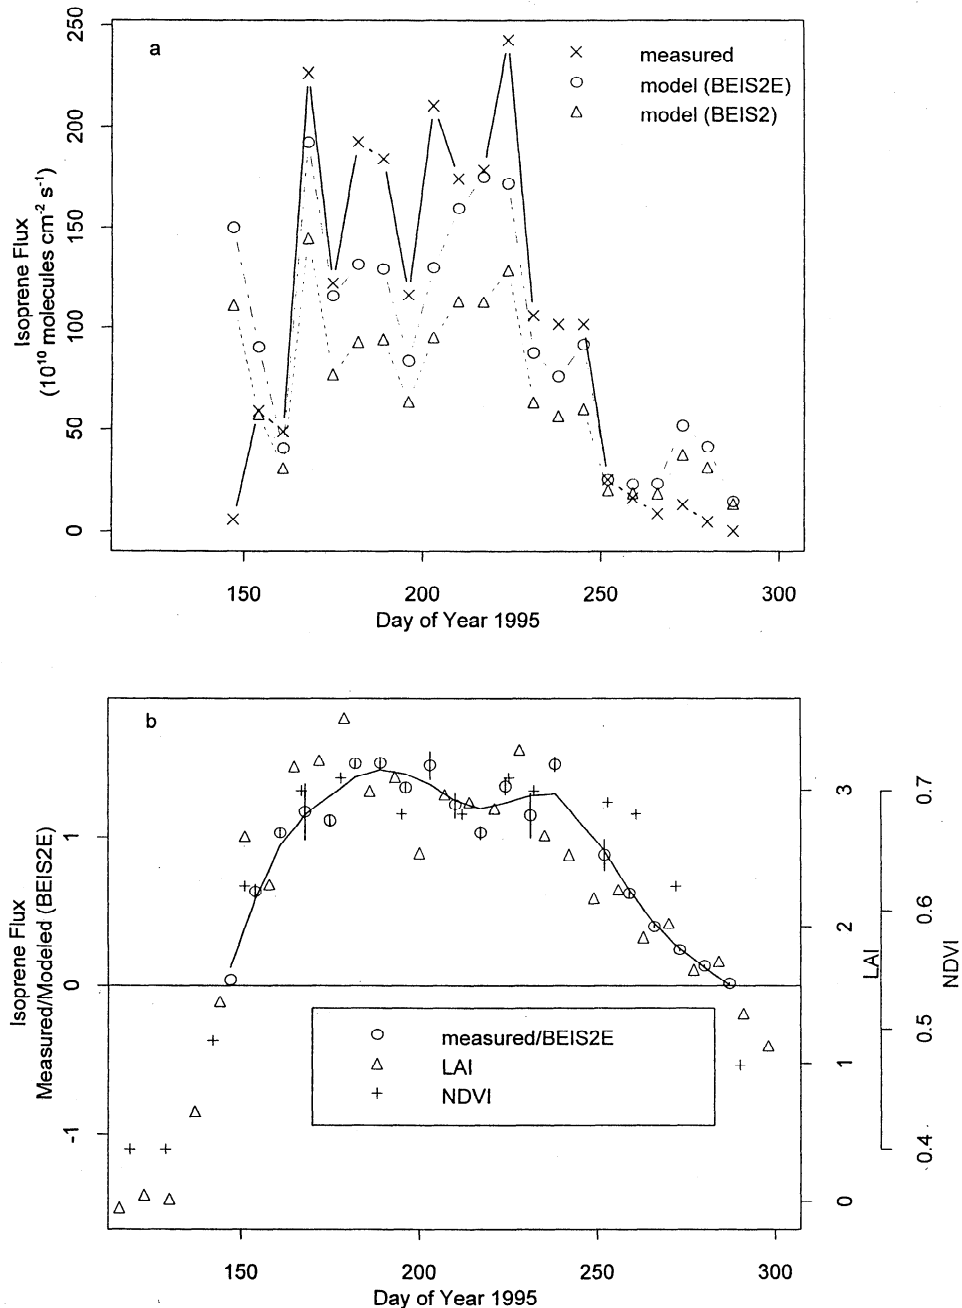 a
measured
model (BEIS2E)
model (BEIS2)
250
200
150
100
50
0
Isoprene Flux
(10¹⁰ molecules cm⁻² s⁻¹)
150
200
250
300
Day of Year 1995
b
1
0
-1
Isoprene Flux
Measured/Modeled (BEIS2E)
measured/BEIS2E
LAI
NDVI
3
2
1
0
LAI
0.7
0.6
0.5
0.4
NDVI
150
200
250
300
Day of Year 1995